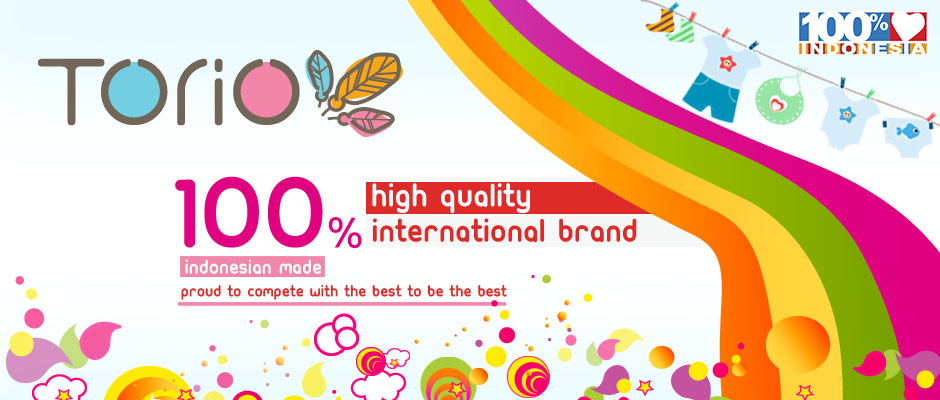 100%
INDONESIA
Torio
100%
high quality
international brand
indonesian made
proud to compete with the best to be the best